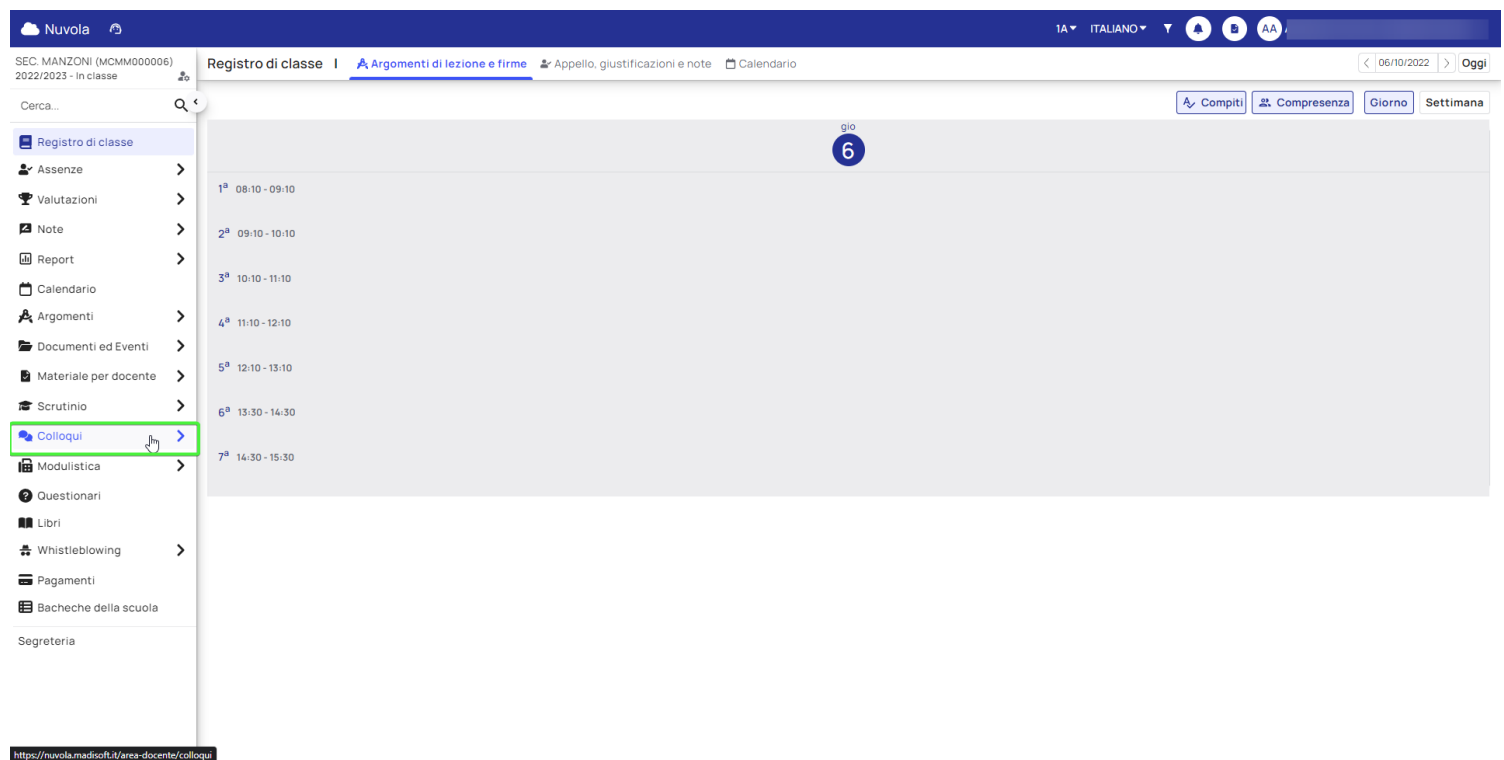 Nuvola
1A ITALIANO AA
SEC. MANZONI (MCMM000006)
2022/2023 - In classe
Registro di classe | Argomenti di lezione e firme Appello, giustificazioni e note Calendario
06/10/2022 Oggi
Cerca...
Compiti Compresenza Giorno Settimana
Registro di classe
Assenze
Valutazioni
Note
Report
Calendario
Argomenti
Documenti ed Eventi
Materiale per docente
Scrutinio
Colloqui
Modulistica
Questionari
Libri
Whistleblowing
Pagamenti
Bacheche della scuola
Segreteria
gio
6
1ª 08:10 - 09:10
2ª 09:10 - 10:10
3ª 10:10 - 11:10
4ª 11:10 - 12:10
5ª 12:10 - 13:10
6ª 13:30 - 14:30
7ª 14:30 - 15:30
https://nuvola.madisoft.it/area-docente/colloqui